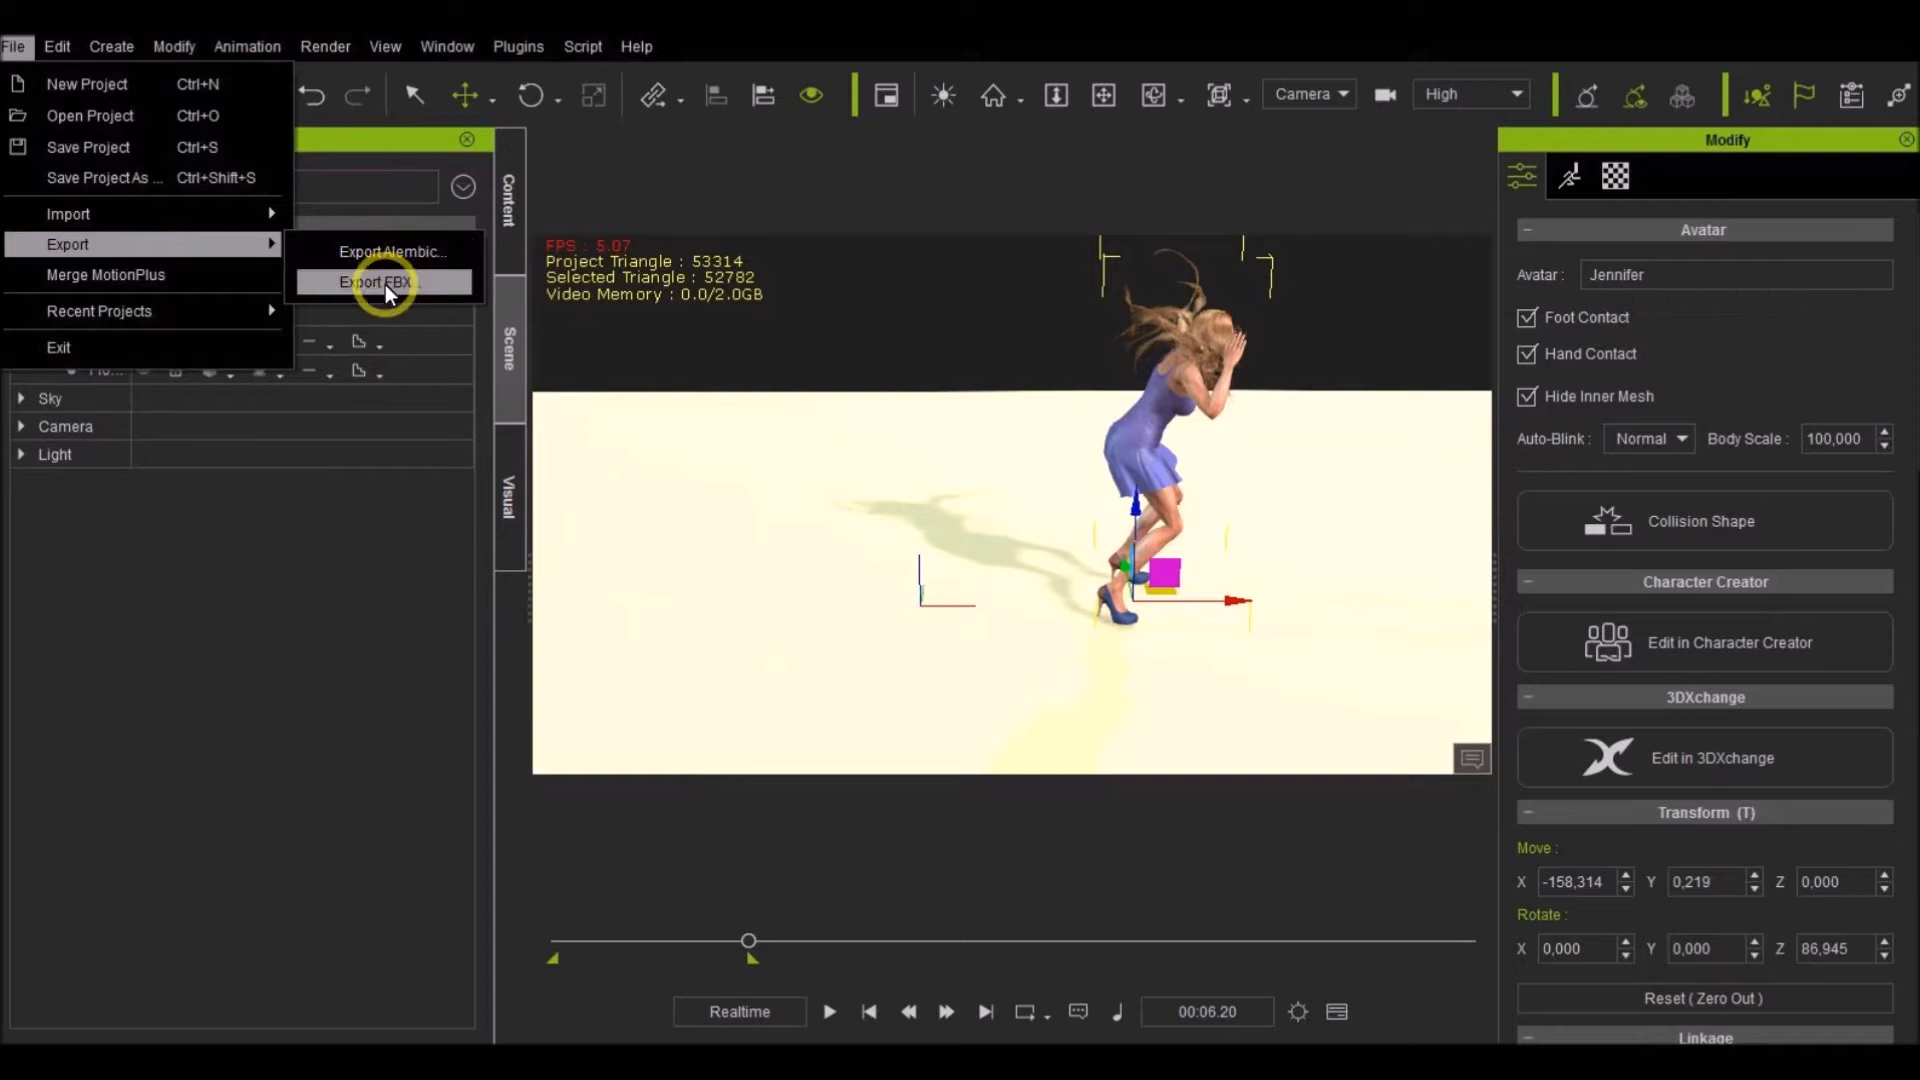 File Edit Create Modify Animation Render View Window Plugins Script Help
New Project Ctrl+N
Open Project Ctrl+O
Save Project Ctrl+S
Save Project As ... Ctrl+Shift+S
Import
Export
Merge MotionPlus
Recent Projects
Exit
Export Alembic...
Export FBX...
Camera
High
Content
Scene
Visual
Sky
Camera
Light
FPS : 5.07
Project Triangle : 53314
Selected Triangle : 52782
Video Memory : 0.0/2.0GB
Realtime
00:06.20
Modify
Avatar
Avatar : Jennifer
Foot Contact
Hand Contact
Hide Inner Mesh
Auto-Blink : Normal Body Scale : 100,000
Collision Shape
Character Creator
Edit in Character Creator
3DXchange
Edit in 3DXchange
Transform (T)
Move :
X -158,314 Y 0,219 Z 0,000
Rotate :
X 0,000 Y 0,000 Z 86,945
Reset ( Zero Out )
Linkage